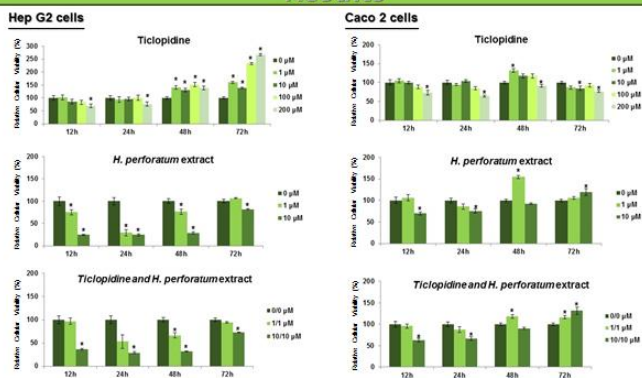 Hep G2 cells
Ticlopidine
Relative Cellular Viability (%)
300
250
200
150
100
50
0
12h 24h 48h 72h
0 µM
1 µM
10 µM
100 µM
200 µM
H. perforatum extract
Relative Cellular Viability (%)
200
150
100
50
0
12h 24h 48h 72h
0 µM
1 µM
10 µM
Ticlopidine and H. perforatum extract
Relative Cellular Viability (%)
200
150
100
50
0
12h 24h 48h 72h
0/0 µM
1/1 µM
10/10 µM
Caco 2 cells
Ticlopidine
Relative Cellular Viability (%)
200
150
100
50
0
12h 24h 48h 72h
0 µM
1 µM
10 µM
100 µM
200 µM
H. perforatum extract
Relative Cellular Viability (%)
200
150
100
50
0
12h 24h 48h 72h
0 µM
1 µM
10 µM
Ticlopidine and H. perforatum extract
Relative Cellular Viability (%)
200
150
100
50
0
12h 24h 48h 72h
0/0 µM
1/1 µM
10/10 µM